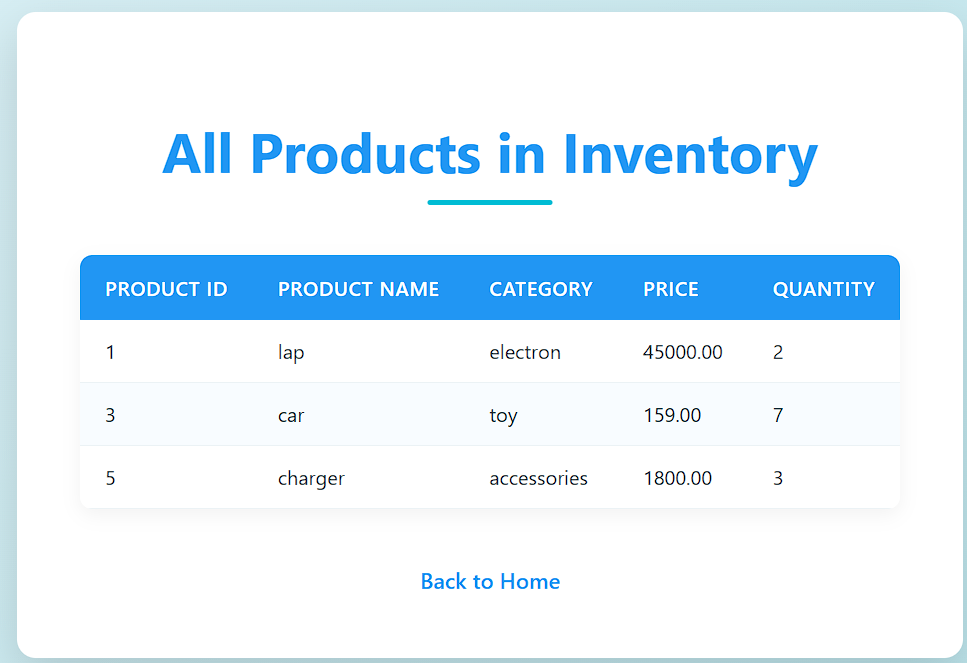 All Products in Inventory
PRODUCT ID PRODUCT NAME CATEGORY PRICE QUANTITY
1 lap electron 45000.00 2
3 car toy 159.00 7
5 charger accessories 1800.00 3
Back to Home